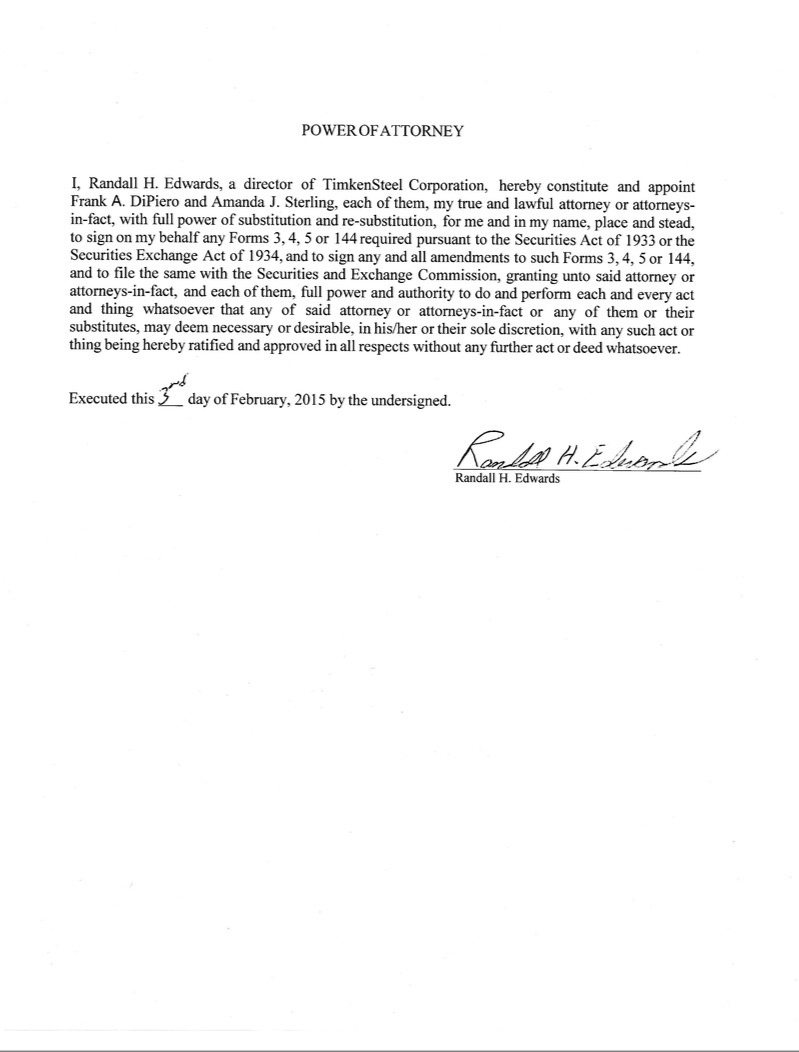 POWER OF ATTORNEY
I, Randall H. Edwards, a director of TimkenSteel Corporation, hereby constitute and appoint
Frank A. DiPiero and Amanda J. Sterling, each of them, my true and lawful attorney or attorneys-
in-fact, with full power of substitution and re-substitution, for me and in my name, place and stead,
to sign on my behalf any Forms 3, 4, 5 or 144 required pursuant to the Securities Act of 1933 or the
Securities Exchange Act of 1934, and to sign any and all amendments to such Forms 3, 4, 5 or 144,
and to file the same with the Securities and Exchange Commission, granting unto said attorney or
attorneys-in-fact, and each of them, full power and authority to do and perform each and every act
and thing whatsoever that any of said attorney or attorneys-in-fact or any of them or their
substitutes, may deem necessary or desirable, in his/her or their sole discretion, with any such act or
thing being hereby ratified and approved in all respects without any further act or deed whatsoever.
Executed this 3rd day of February, 2015 by the undersigned.
Randall H. Edwards
Randall H. Edwards